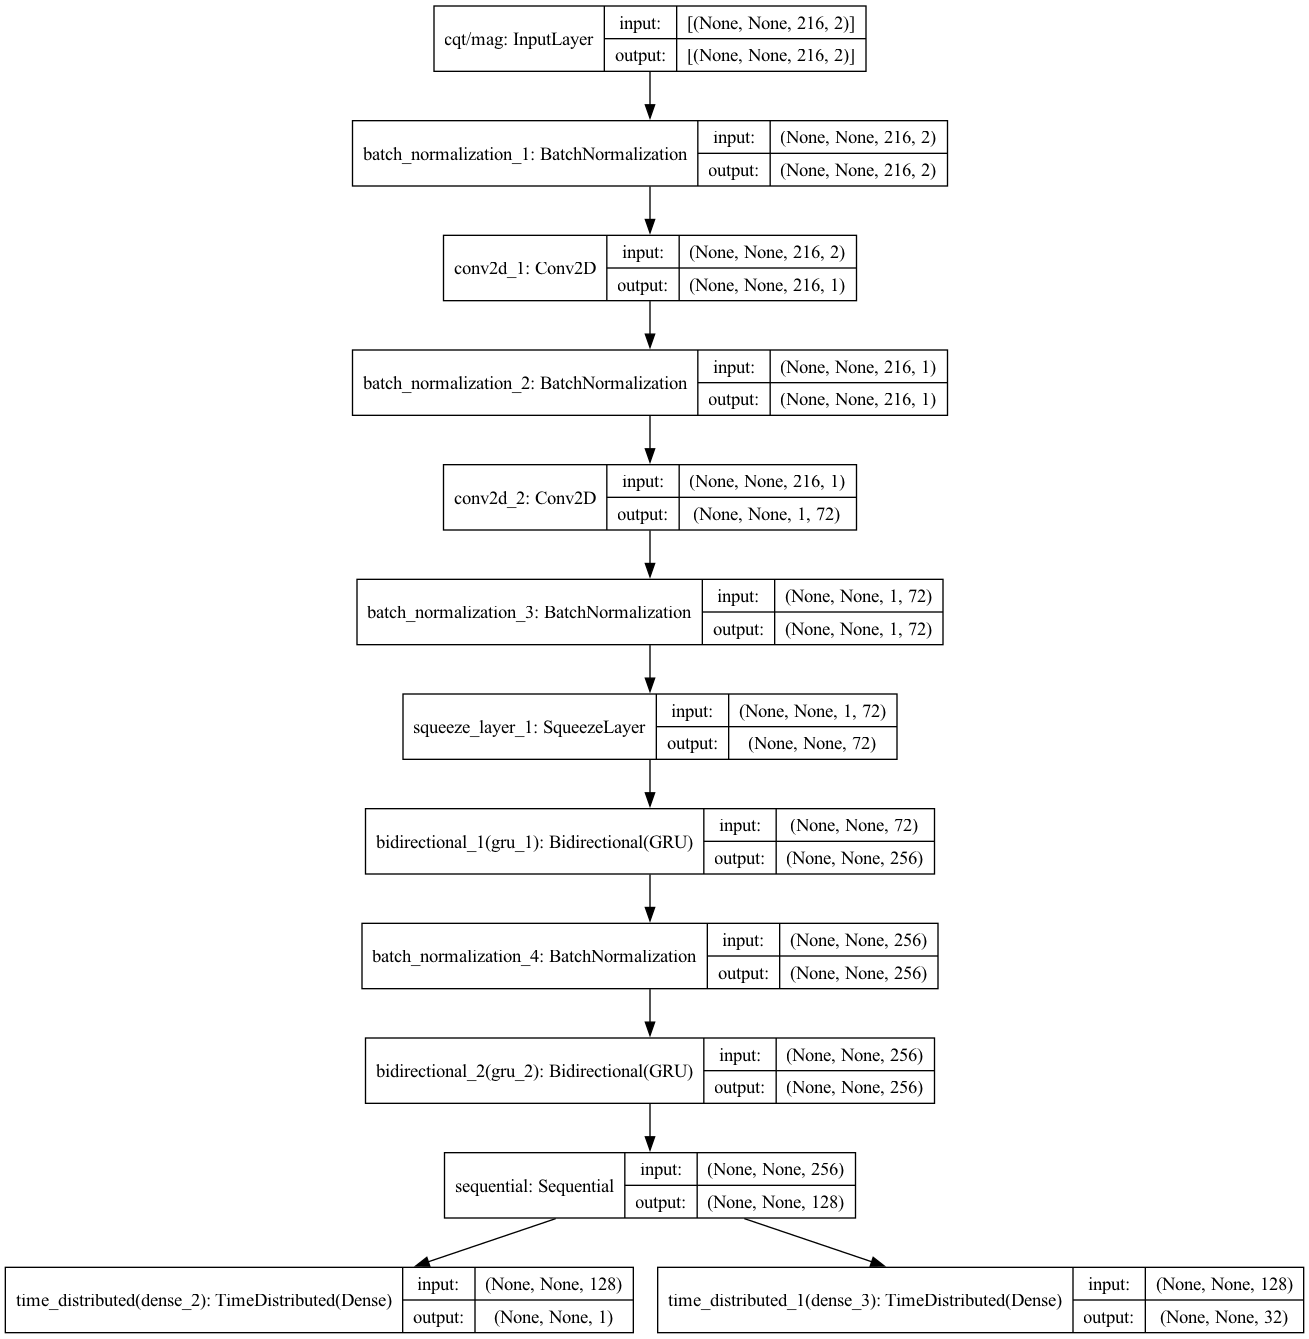 cqt/mag: InputLayer
input: [(None, None, 216, 2)]
output: [(None, None, 216, 2)]
batch_normalization_1: BatchNormalization
input: (None, None, 216, 2)
output: (None, None, 216, 2)
conv2d_1: Conv2D
input: (None, None, 216, 2)
output: (None, None, 216, 1)
batch_normalization_2: BatchNormalization
input: (None, None, 216, 1)
output: (None, None, 216, 1)
conv2d_2: Conv2D
input: (None, None, 216, 1)
output: (None, None, 1, 72)
batch_normalization_3: BatchNormalization
input: (None, None, 1, 72)
output: (None, None, 1, 72)
squeeze_layer_1: SqueezeLayer
input: (None, None, 1, 72)
output: (None, None, 72)
bidirectional_1(gru_1): Bidirectional(GRU)
input: (None, None, 72)
output: (None, None, 256)
batch_normalization_4: BatchNormalization
input: (None, None, 256)
output: (None, None, 256)
bidirectional_2(gru_2): Bidirectional(GRU)
input: (None, None, 256)
output: (None, None, 256)
sequential: Sequential
input: (None, None, 256)
output: (None, None, 128)
time_distributed(dense_2): TimeDistributed(Dense)
input: (None, None, 128)
output: (None, None, 1)
time_distributed_1(dense_3): TimeDistributed(Dense)
input: (None, None, 128)
output: (None, None, 32)